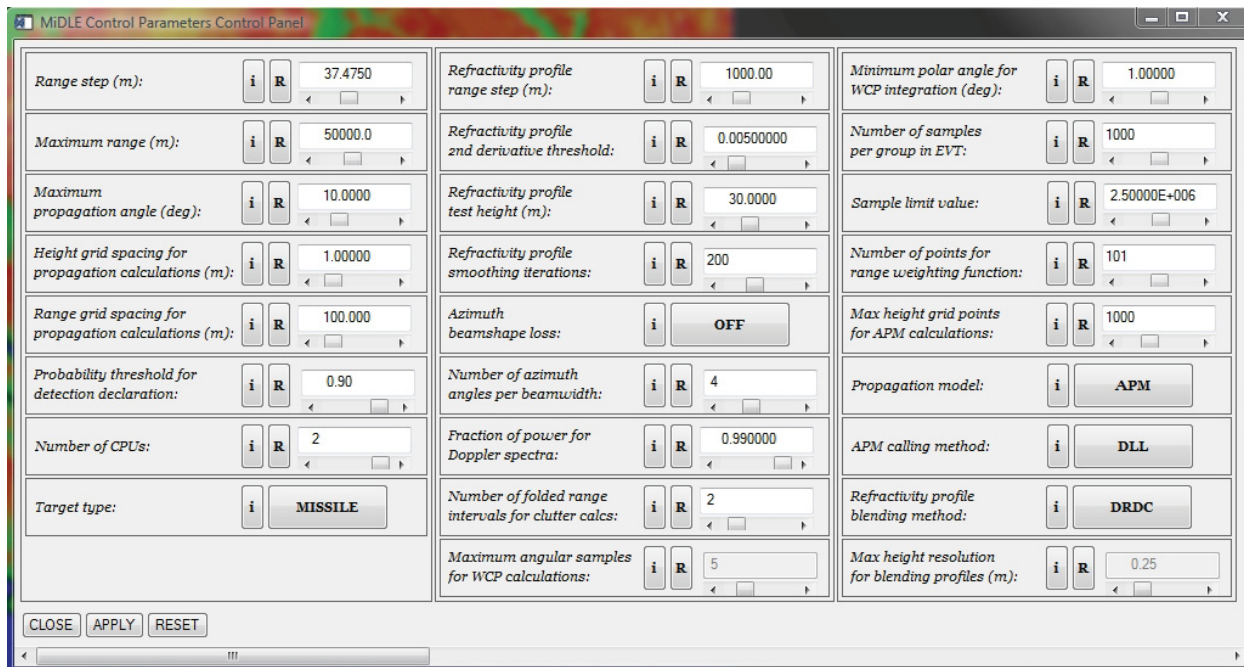 MiDLE Control Parameters Control Panel
Range step (m):
i R
37.4750
Maximum range (m):
i R
50000.0
Maximum
propagation angle (deg):
i R
10.0000
Height grid spacing for
propagation calculations (m):
i R
1.00000
Range grid spacing for
propagation calculations (m):
i R
100.000
Probability threshold for
detection declaration:
i R
0.90
Number of CPUs:
i R
2
Target type:
i
MISSILE
Refractivity profile
range step (m):
i R
1000.00
Refractivity profile
2nd derivative threshold:
i R
0.00500000
Refractivity profile
test height (m):
i R
30.0000
Refractivity profile
smoothing iterations:
i R
200
Azimuth
beamshape loss:
i
OFF
Number of azimuth
angles per beamwidth:
i R
4
Fraction of power for
Doppler spectra:
i R
0.990000
Number of folded range
intervals for clutter calcs:
i R
2
Maximum angular samples
for WCP calculations:
i R
5
Minimum polar angle for
WCP integration (deg):
i R
1.00000
Number of samples
per group in EVT:
i R
1000
Sample limit value:
i R
2.50000E+006
Number of points for
range weighting function:
i R
101
Max height grid points
for APM calculations:
i R
1000
Propagation model:
i
APM
APM calling method:
i
DLL
Refractivity profile
blending method:
i
DRDC
Max height resolution
for blending profiles (m):
i R
0.25
CLOSE APPLY RESET